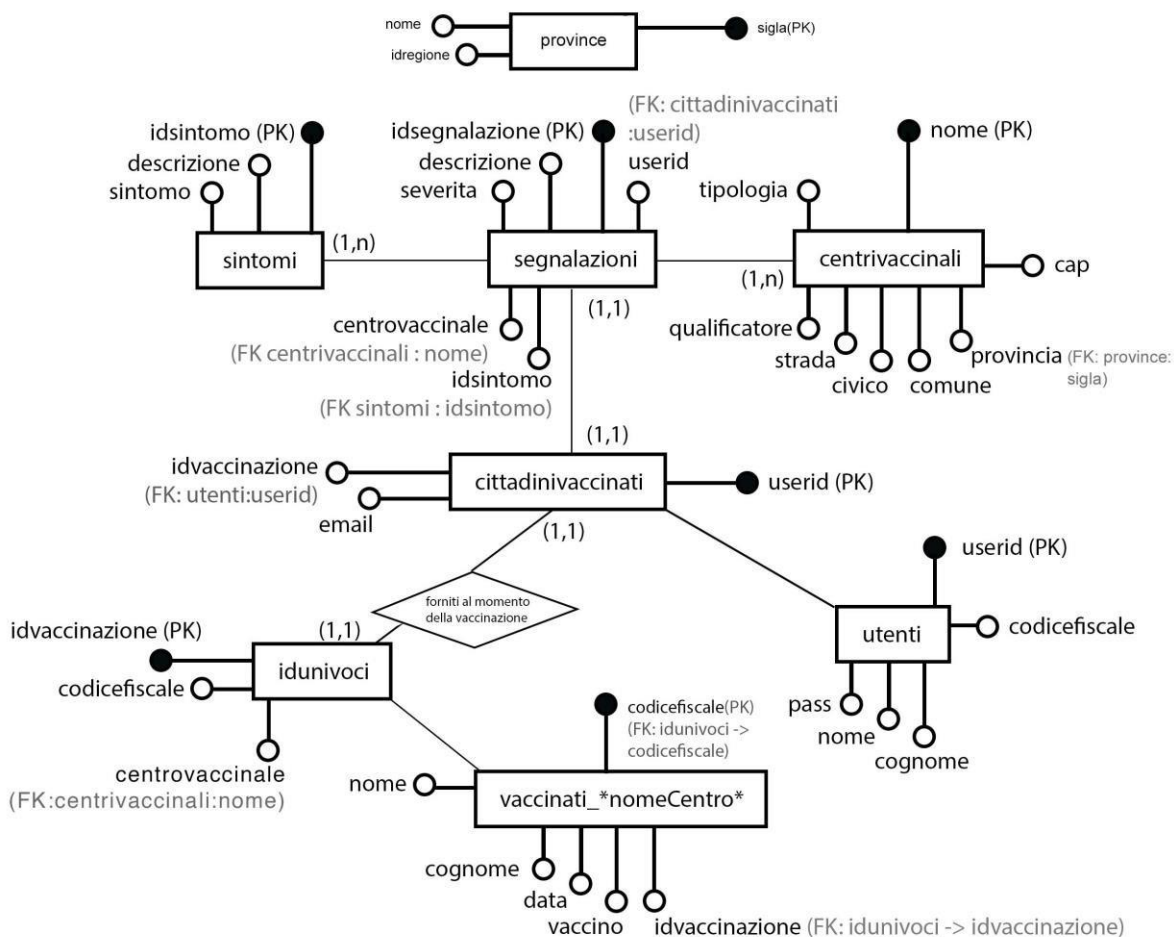 nome
province
sigla(PK)
idregione
(FK: cittadinivaccinati
:userid)
idsintomo (PK)
idsegnalazione (PK)
nome (PK)
descrizione
descrizione
userid
sintomo
severita
tipologia
sintomi
(1,n)
segnalazioni
centrivaccinali
cap
(1,n)
(1,1)
centrovaccinale
(FK centrivaccinali : nome)
qualificatore
strada
civico
comune
provincia (FK: province:
sigla)
idsintomo
(FK sintomi : idsintomo)
(1,1)
idvaccinazione
(FK: utenti:userid)
cittadinivaccinati
userid (PK)
email
(1,1)
userid (PK)
forniti al momento
della vaccinazione
idvaccinazione (PK)
(1,1)
utenti
codicefiscale
idunivoci
codicefiscale
pass
nome
cognome
codicefiscale(PK)
(FK: idunivoci ->
codicefiscale)
centrovaccinale
(FK:centrivaccinali:nome)
nome
vaccinati_*nomeCentro*
cognome
data
vaccino
idvaccinazione (FK: idunivoci -> idvaccinazione)